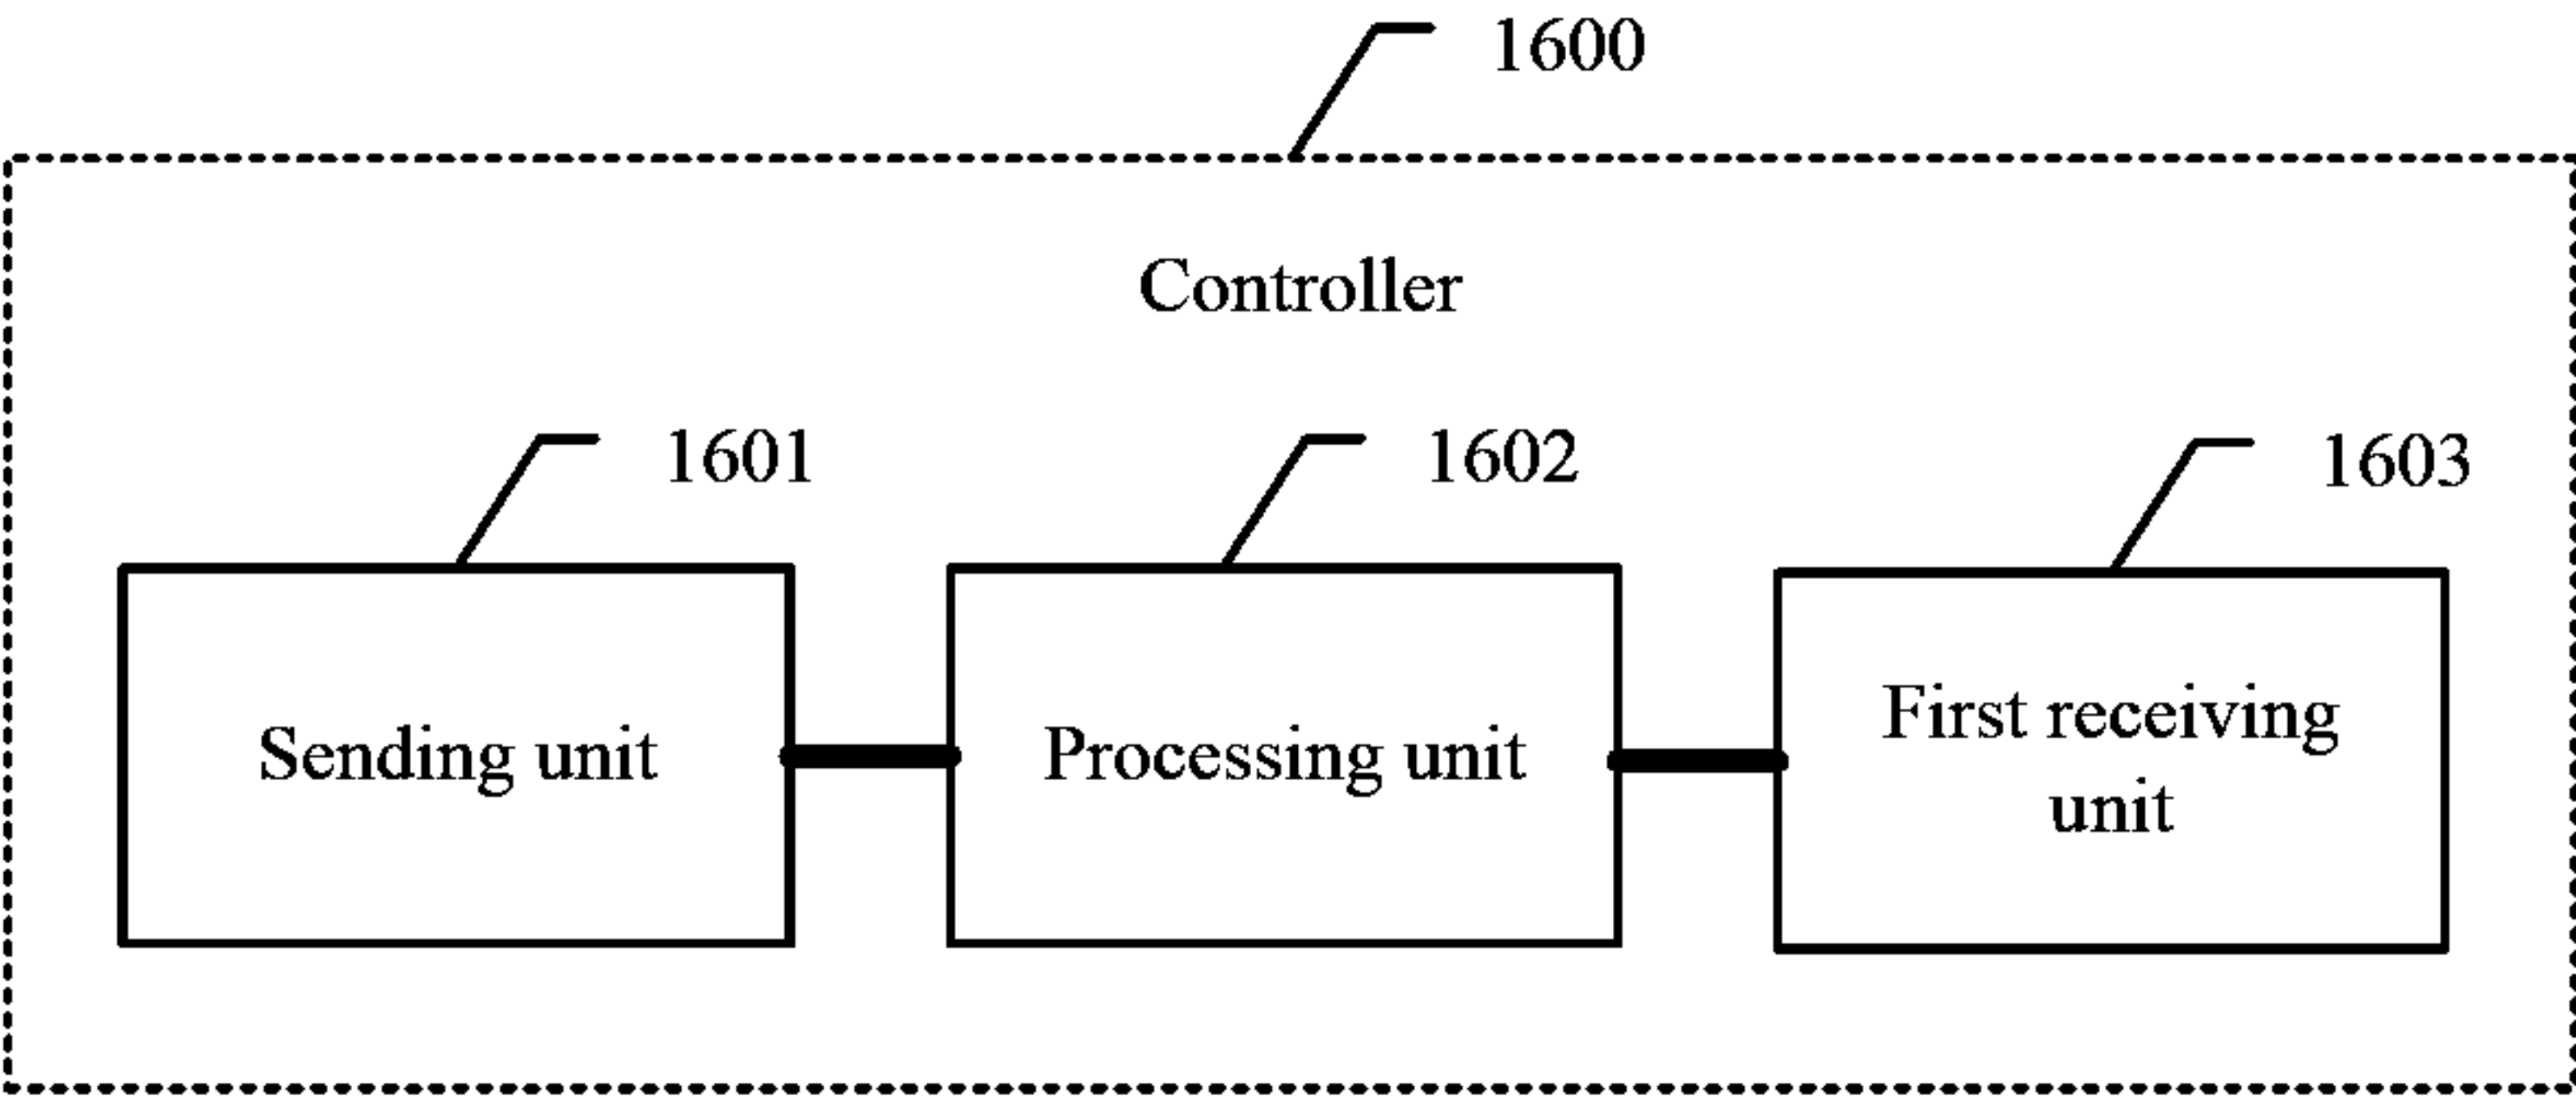 1600
Controller
1601
1602
1603
Sending unit
Processing unit
First receiving
unit